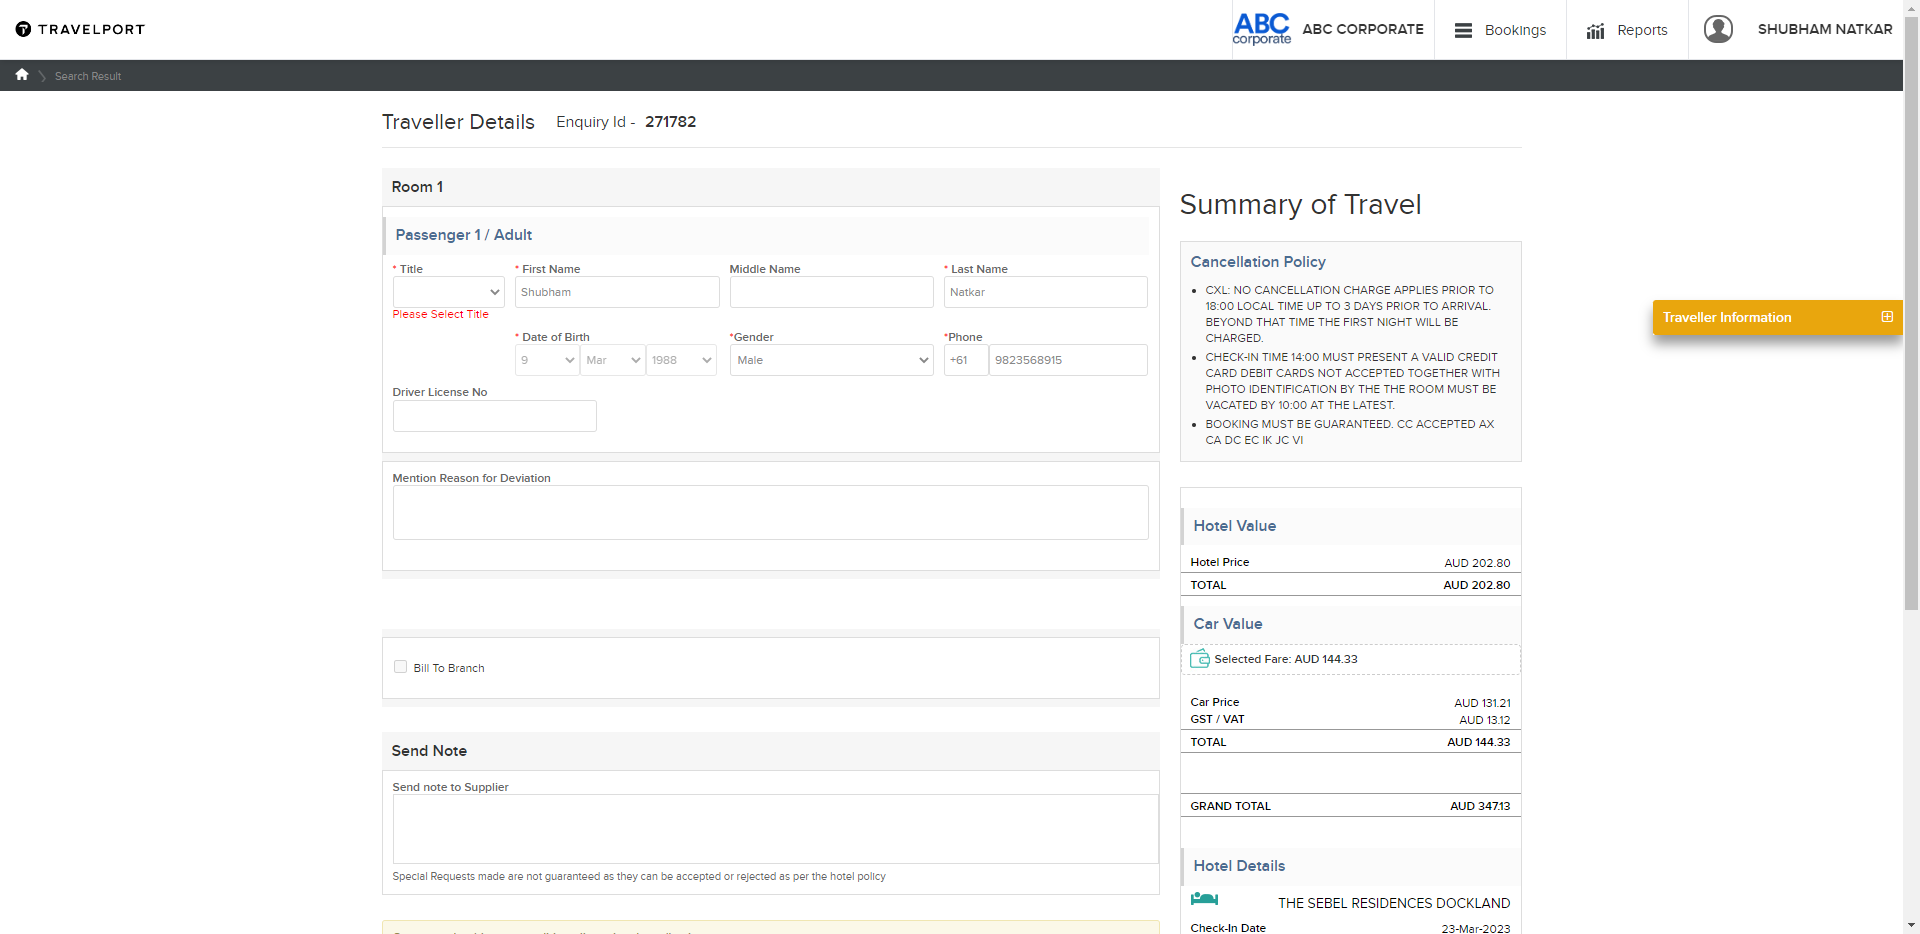 TRAVELPORT
ABC corporate
ABC CORPORATE
Bookings
Reports
SHUBHAM NATKAR
Search Result
Traveller Details
Enquiry Id - 271782
Room 1
Passenger 1 / Adult
* Title
* First Name
Middle Name
* Last Name
Shubham
Natkar
Please Select Title
* Date of Birth
*Gender
*Phone
9
Mar
1988
Male
+61
9823568915
Driver License No
Mention Reason for Deviation
Bill To Branch
Send Note
Send note to Supplier
Special Requests made are not guaranteed as they can be accepted or rejected as per the hotel policy
Summary of Travel
Cancellation Policy
• CXL: NO CANCELLATION CHARGE APPLIES PRIOR TO
18:00 LOCAL TIME UP TO 3 DAYS PRIOR TO ARRIVAL.
BEYOND THAT TIME THE FIRST NIGHT WILL BE
CHARGED.
• CHECK-IN TIME 14:00 MUST PRESENT A VALID CREDIT
CARD DEBIT CARDS NOT ACCEPTED TOGETHER WITH
PHOTO IDENTIFICATION BY THE THE ROOM MUST BE
VACATED BY 10:00 AT THE LATEST.
• BOOKING MUST BE GUARANTEED. CC ACCEPTED AX
CA DC EC IK JC VI
Hotel Value
Hotel Price AUD 202.80
TOTAL AUD 202.80
Car Value
Selected Fare: AUD 144.33
Car Price AUD 131.21
GST / VAT AUD 13.12
TOTAL AUD 144.33
GRAND TOTAL AUD 347.13
Hotel Details
THE SEBEL RESIDENCES DOCKLAND
Check-In Date 23-Mar-2023
Traveller Information